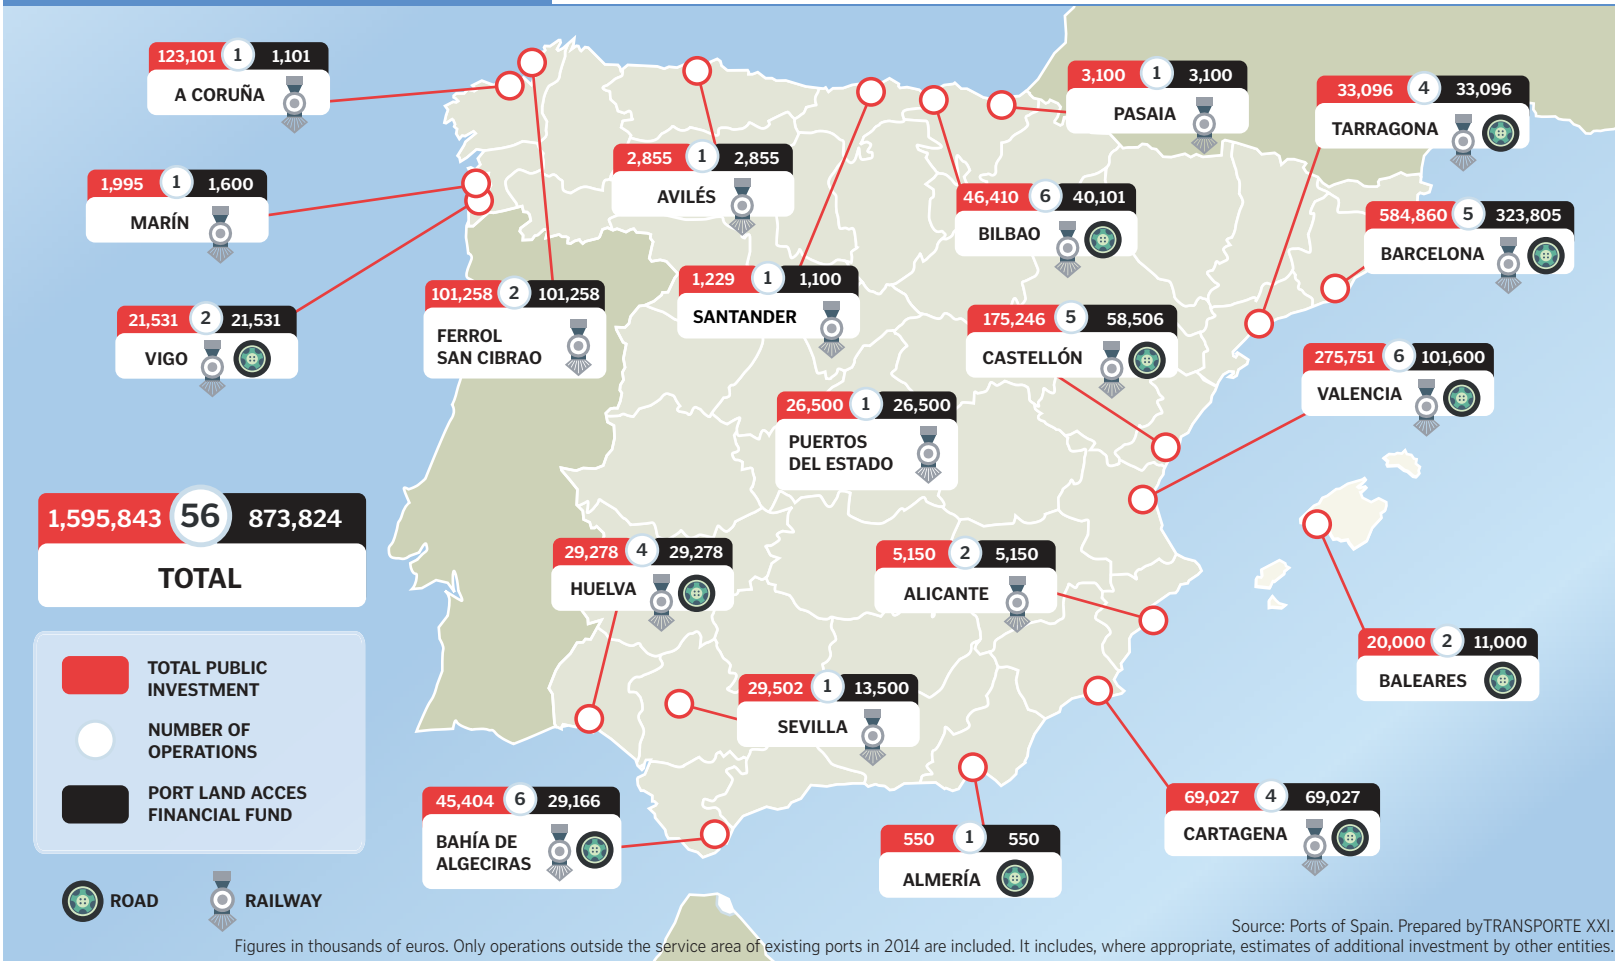 123,101 1 1,101
A CORUÑA
3,100 1 3,100
PASAIA
33,096 4 33,096
TARRAGONA
2,855 1 2,855
AVILÉS
1,995 1 1,600
MARÍN
46,410 6 40,101
BILBAO
584,860 5 323,805
BARCELONA
101,258 2 101,258
FERROL
SAN CIBRAO
1,229 1 1,100
SANTANDER
21,531 2 21,531
VIGO
175,246 5 58,506
CASTELLÓN
275,751 6 101,600
VALENCIA
26,500 1 26,500
PUERTOS
DEL ESTADO
1,595,843 56 873,824
TOTAL
29,278 4 29,278
HUELVA
5,150 2 5,150
ALICANTE
20,000 2 11,000
BALEARES
29,502 1 13,500
SEVILLA
TOTAL PUBLIC
INVESTMENT
NUMBER OF
OPERATIONS
PORT LAND ACCES
FINANCIAL FUND
45,404 6 29,166
BAHÍA DE
ALGECIRAS
550 1 550
ALMERÍA
69,027 4 69,027
CARTAGENA
ROAD
RAILWAY
Source: Ports of Spain. Prepared byTRANSPORTE XXI.
Figures in thousands of euros. Only operations outside the service area of existing ports in 2014 are included. It includes, where appropriate, estimates of additional investment by other entities.